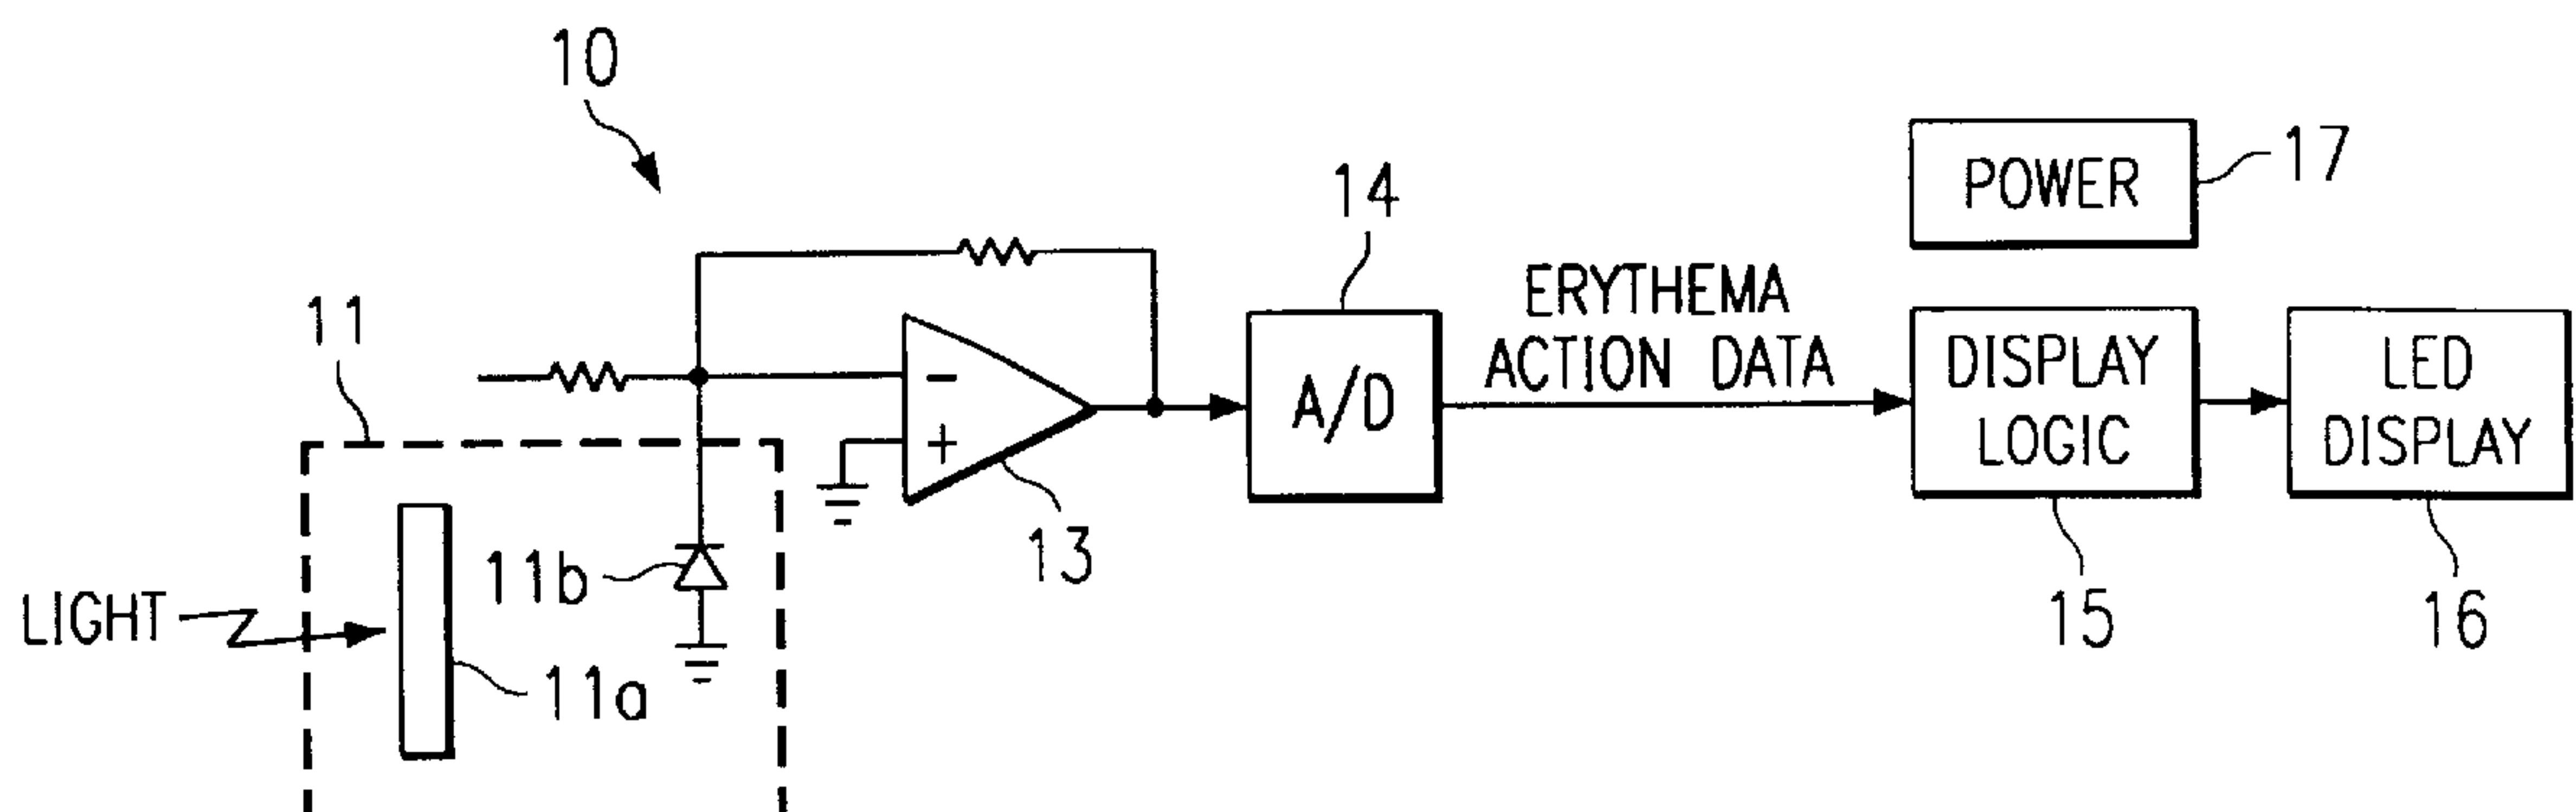 10
POWER
17
14
11
ERYTHEMA
ACTION DATA
A/D
DISPLAY
LOGIC
LED
DISPLAY
-
+
13
15
16
11b
LIGHT
11a